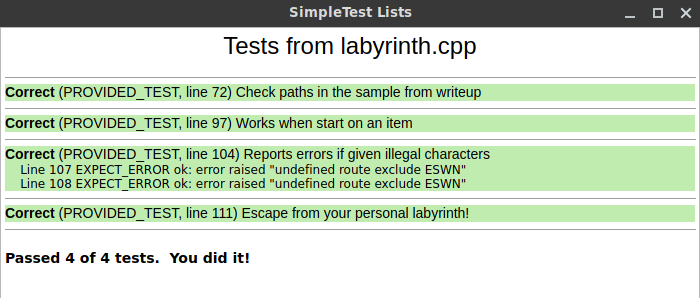 SimpleTest Lists
Tests from labyrinth.cpp
Correct (PROVIDED_TEST, line 72) Check paths in the sample from writeup
Correct (PROVIDED_TEST, line 97) Works when start on an item
Correct (PROVIDED_TEST, line 104) Reports errors if given illegal characters
Line 107 EXPECT_ERROR ok: error raised "undefined route exclude ESWN"
Line 108 EXPECT_ERROR ok: error raised "undefined route exclude ESWN"
Correct (PROVIDED_TEST, line 111) Escape from your personal labyrinth!
Passed 4 of 4 tests.  You did it!